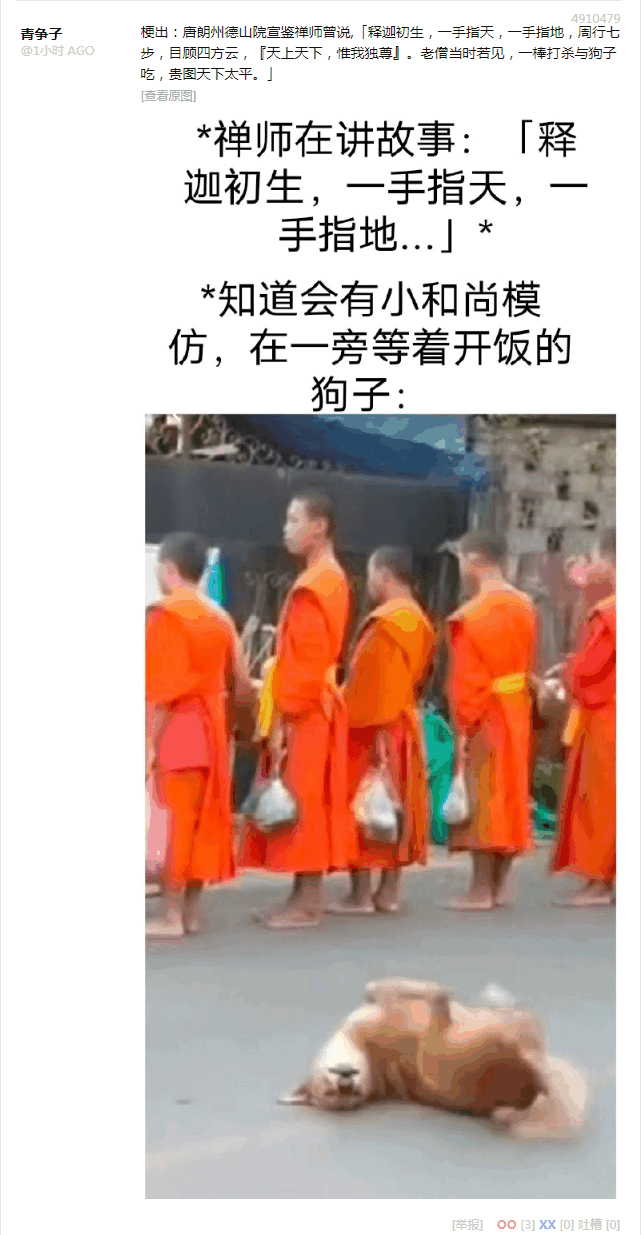 4910479
青争子
@1小时 AGO
梗出：唐朗州德山院宣鉴禅师曾说,「释迦初生，一手指天，一手指地，周行七
步，目顾四方云，『天上天下，惟我独尊』。老僧当时若见，一棒打杀与狗子
吃，贵图天下太平。」
[查看原图]
*禅师在讲故事：「释
迦初生，一手指天，一
手指地...」*
*知道会有小和尚模
仿，在一旁等着开饭的
狗子：
[举报] OO [3] XX [0] 吐槽 [0]